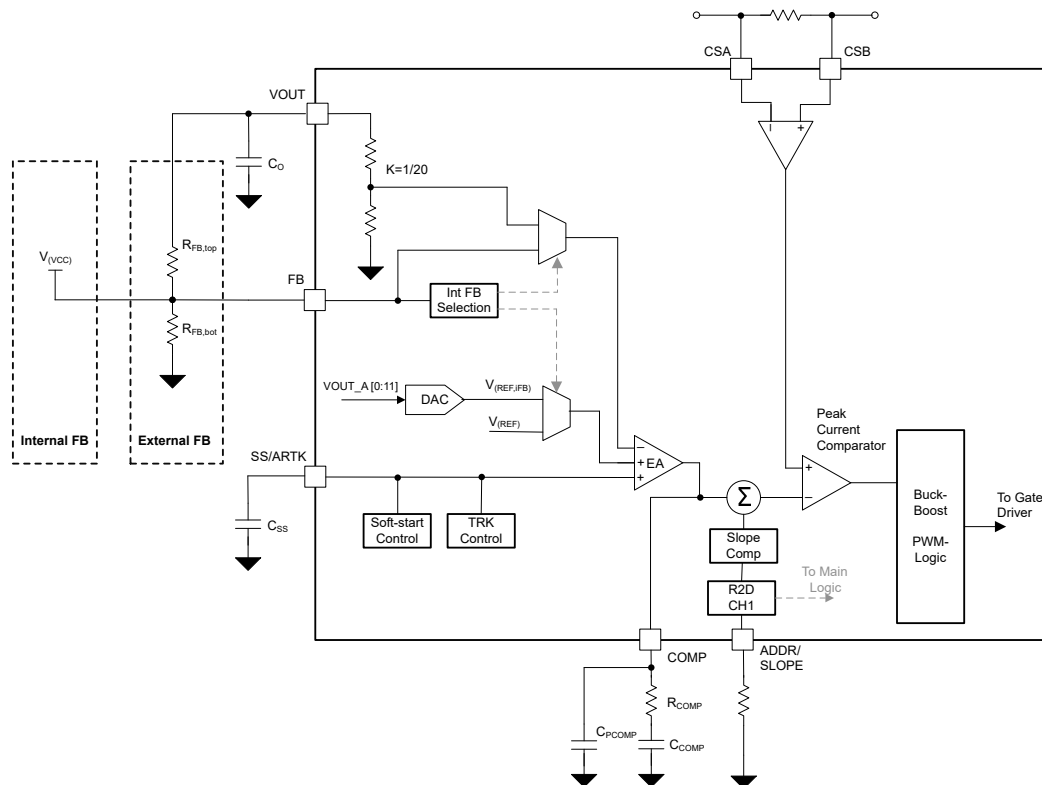 CSA
CSB
VOUT
C_O
K=1/20
R_FB,top
V_(VCC)
FB
Int FB
Selection
R_FB,bot
VOUT_A [0:11]
DAC
V_(REF,iFB)
V_(REF)
Internal FB
External FB
SS/ARTK
EA
Peak
Current
Comparator
C_SS
Soft-start
Control
TRK
Control
Σ
Slope
Comp
Buck-
Boost
PWM-
Logic
To Gate
Driver
R2D
CH1
To Main
Logic
COMP
ADDR/
SLOPE
R_COMP
C_PCOMP
C_COMP